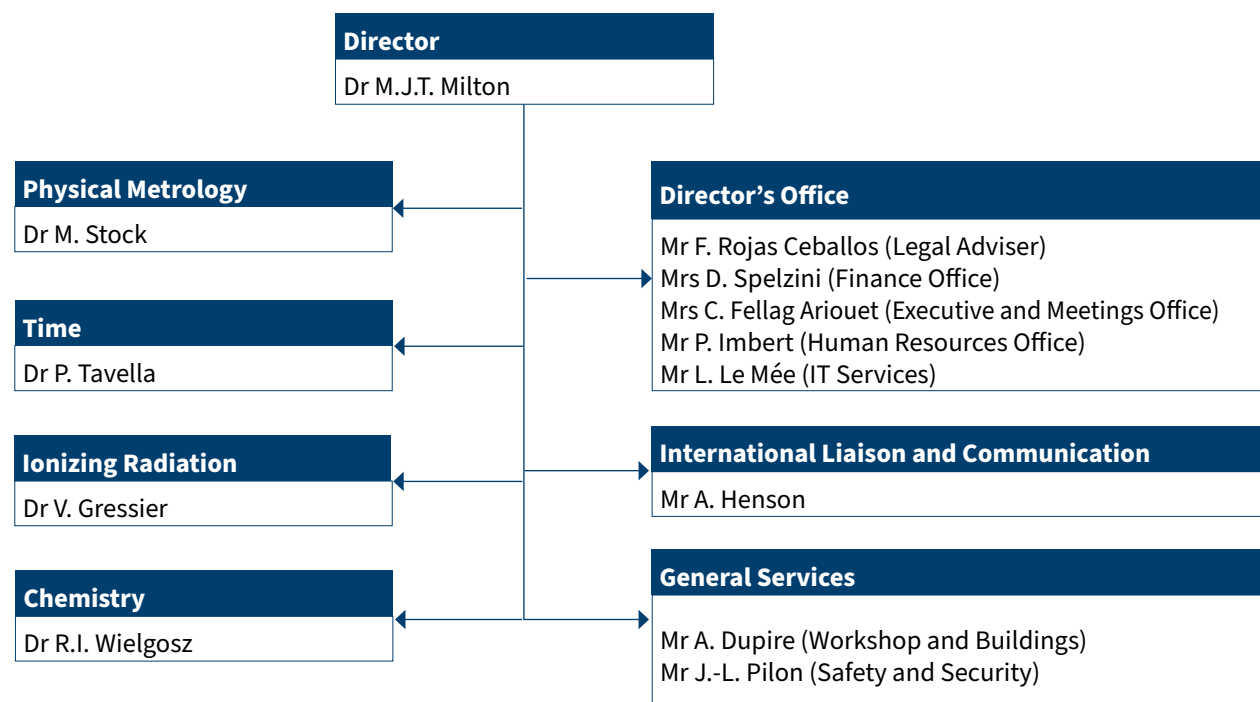 Director
Dr M.J.T. Milton
Physical Metrology
Dr M. Stock
Time
Dr P. Tavella
Ionizing Radiation
Dr V. Gressier
Chemistry
Dr R.I. Wielgosz
Director’s Office
Mr F. Rojas Ceballos (Legal Adviser)
Mrs D. Spelzini (Finance Office)
Mrs C. Fellag Ariouet (Executive and Meetings Office)
Mr P. Imbert (Human Resources Office)
Mr L. Le Mée (IT Services)
International Liaison and Communication
Mr A. Henson
General Services
Mr A. Dupire (Workshop and Buildings)
Mr J.-L. Pilon (Safety and Security)